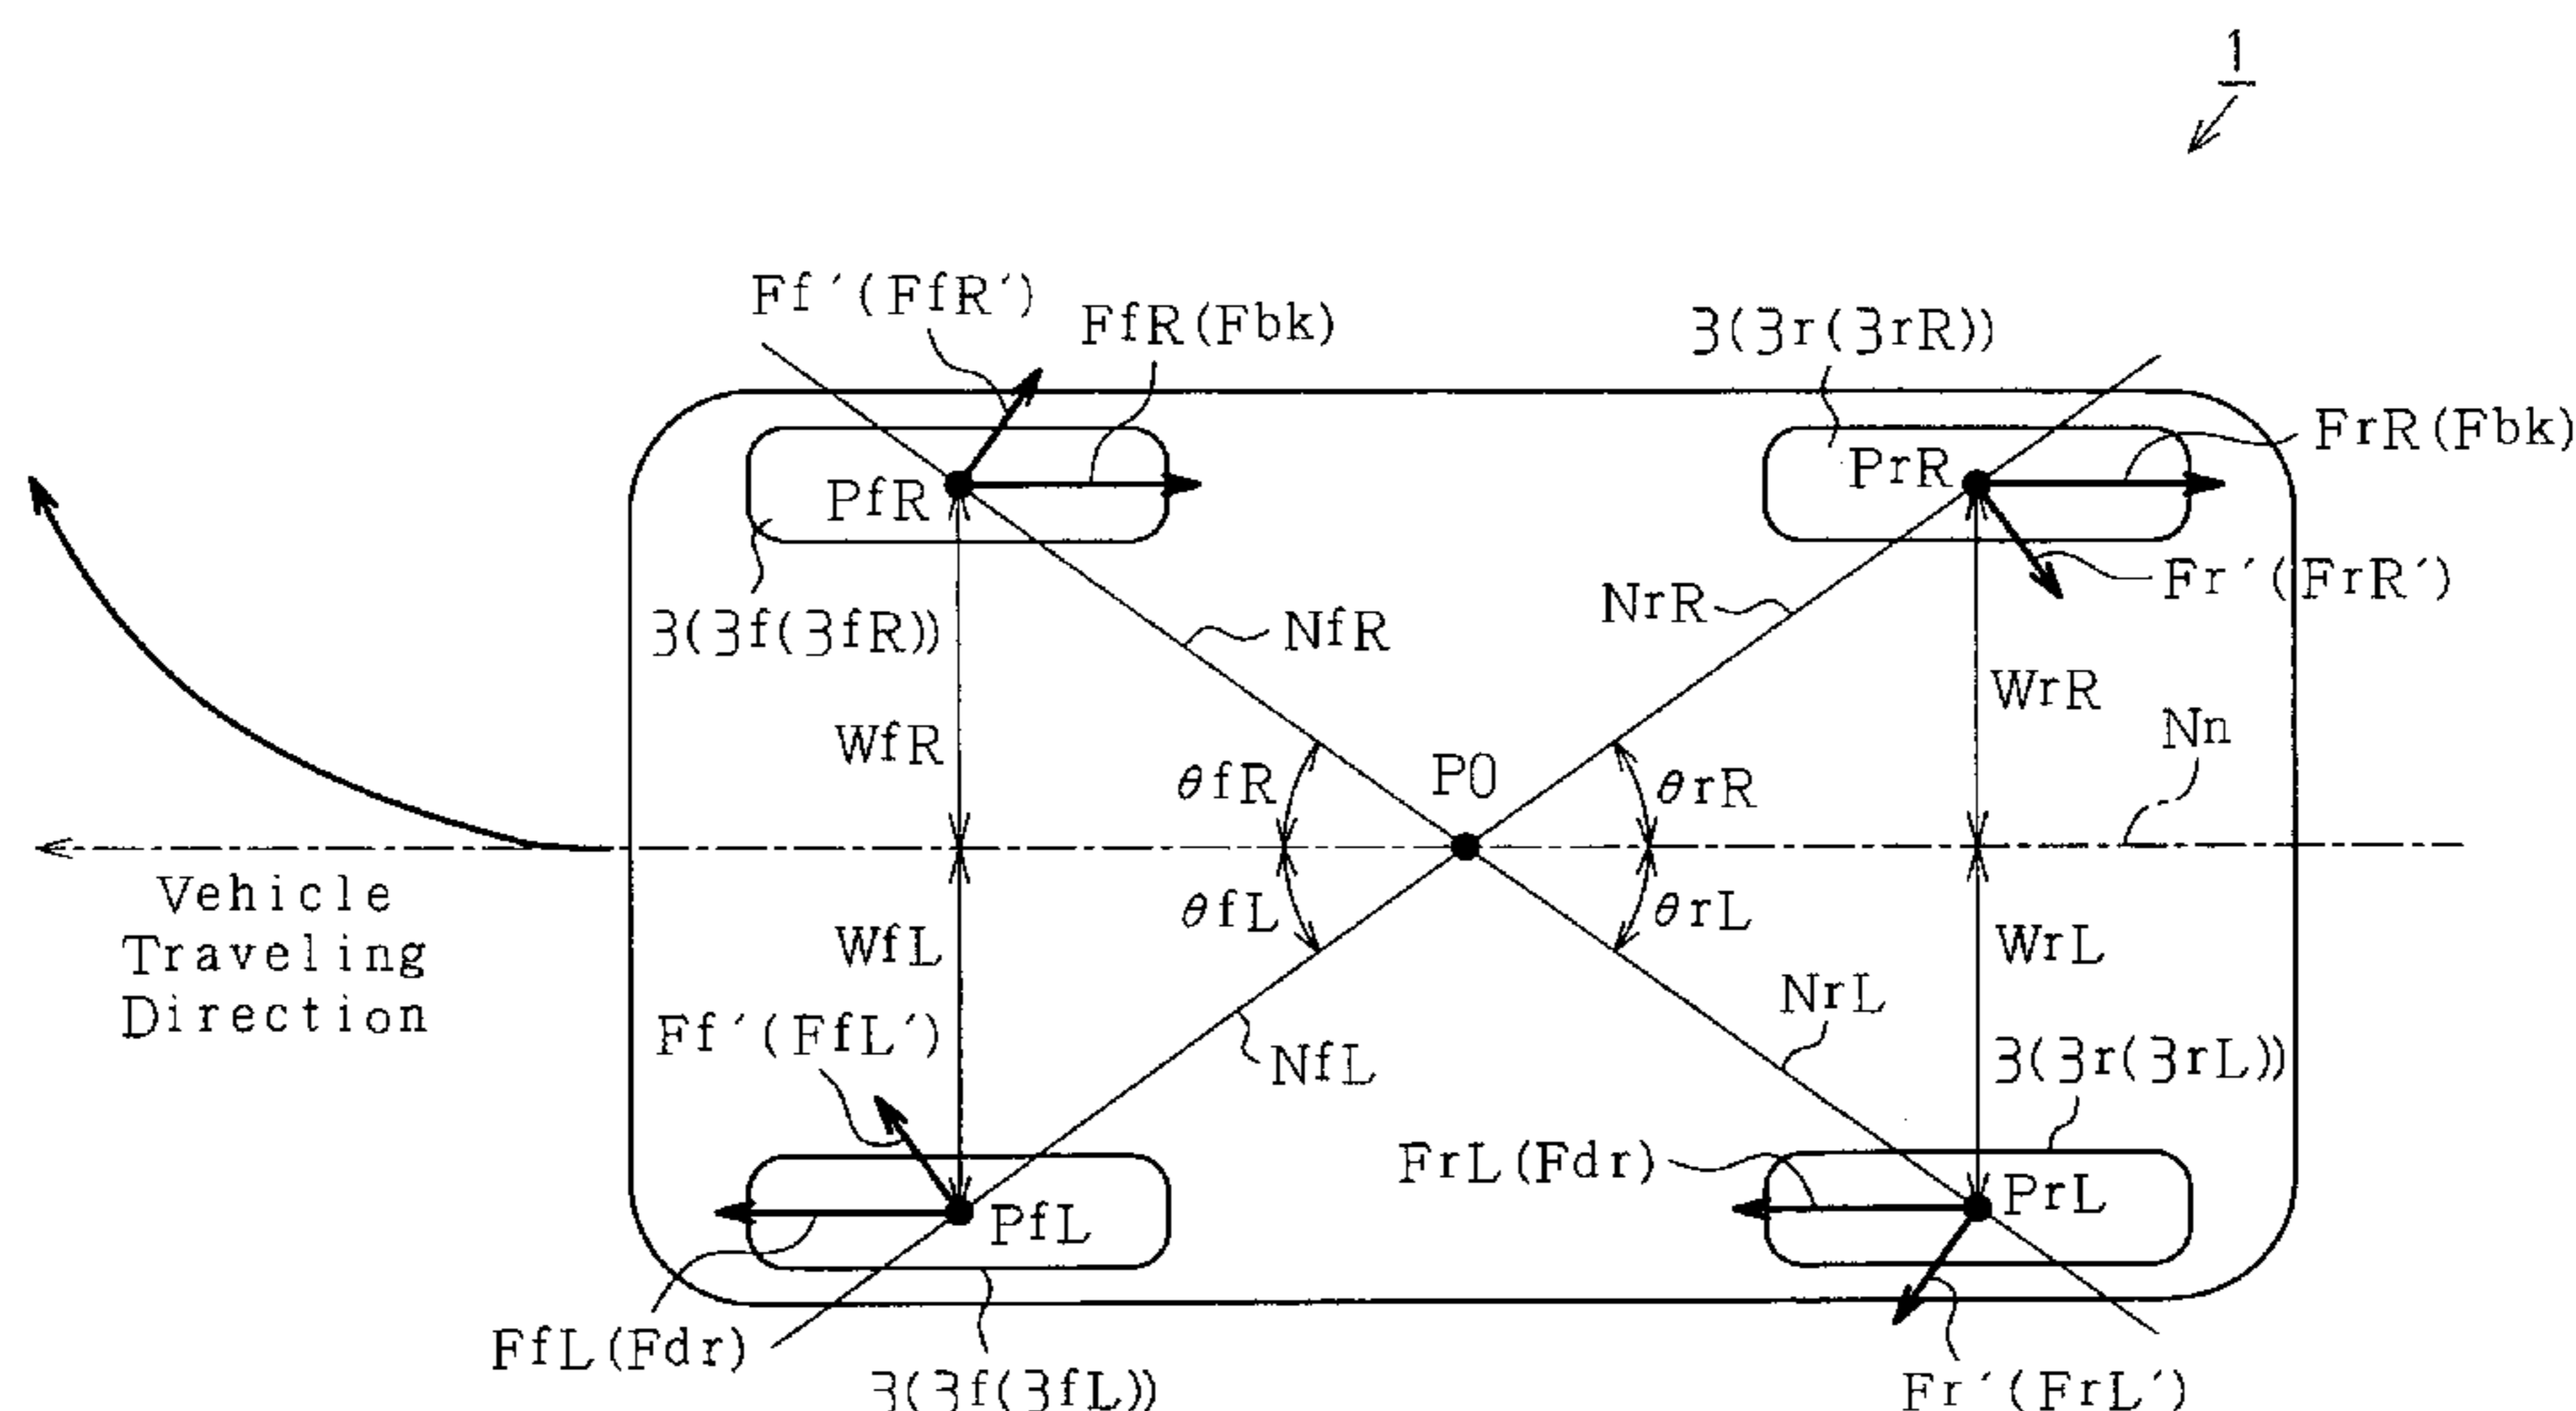 1
Ff´(FfR´)
FfR(Fbk)
3(3r(3rR))
FrR(Fbk)
PfR
PrR
Fr´(FrR´)
3(3f(3fR))
NfR
NrR
WfR
WrR
Nn
θfR
P0
θrR
Vehicle
Traveling
Direction
θfL
θrL
WfL
WrL
Ff´(FfL´)
NfL
NrL
3(3r(3rL))
FrL(Fdr)
PfL
PrL
FfL(Fdr)
3(3f(3fL))
Fr´(FrL´)